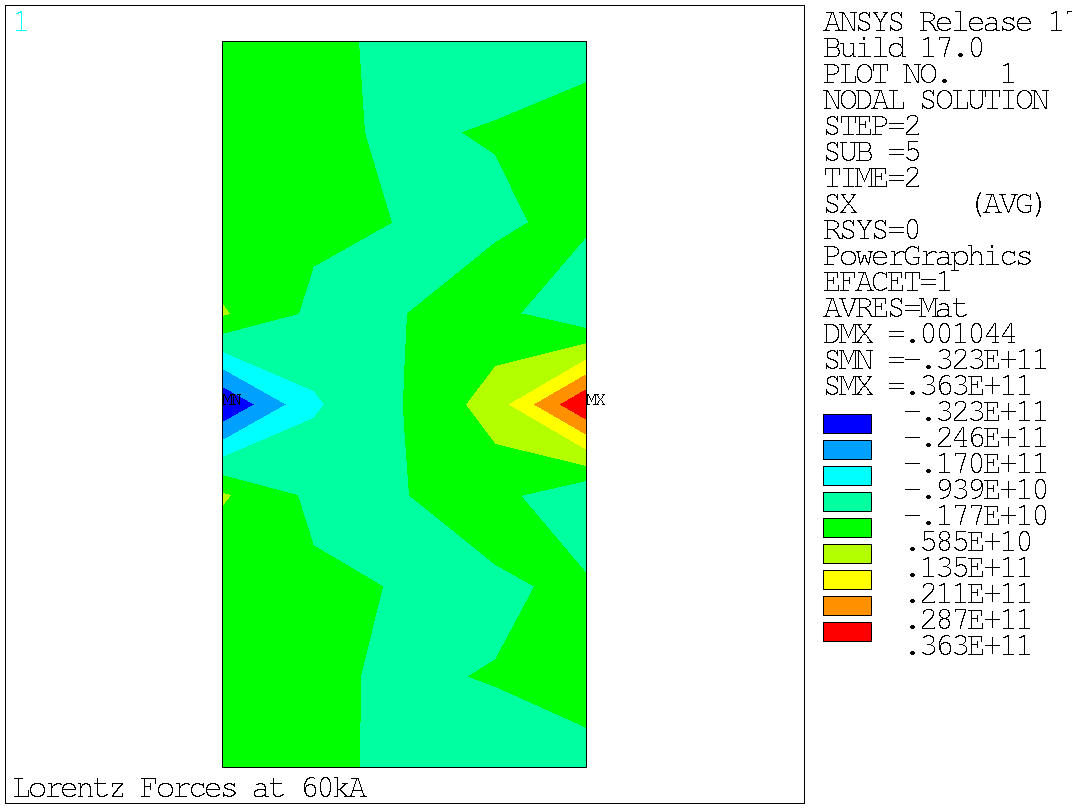 1
ANSYS Release 17
Build 17.0
PLOT NO. 1
NODAL SOLUTION
STEP=2
SUB =5
TIME=2
SX (AVG)
RSYS=0
PowerGraphics
EFACET=1
AVRES=Mat
DMX =.001044
SMN =-.323E+11
SMX =.363E+11
-.323E+11
-.246E+11
-.170E+11
-.939E+10
-.177E+10
.585E+10
.135E+11
.211E+11
.287E+11
.363E+11
MN
MX
Lorentz Forces at 60kA